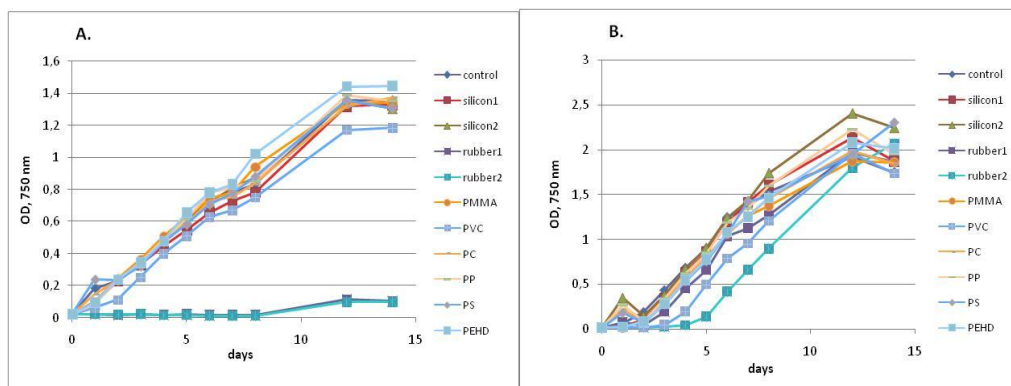 A.
OD, 750 nm
1,6
1,4
1,2
1
0,8
0,6
0,4
0,2
0
0
5
10
15
days
control
silicon1
silicon2
rubber1
rubber2
PMMA
PVC
PC
PP
PS
PEHD
B.
OD, 750 nm
3
2,5
2
1,5
1
0,5
0
0
5
10
15
days
control
silicon1
silicon2
rubber1
rubber2
PMMA
PVC
PC
PP
PS
PEHD